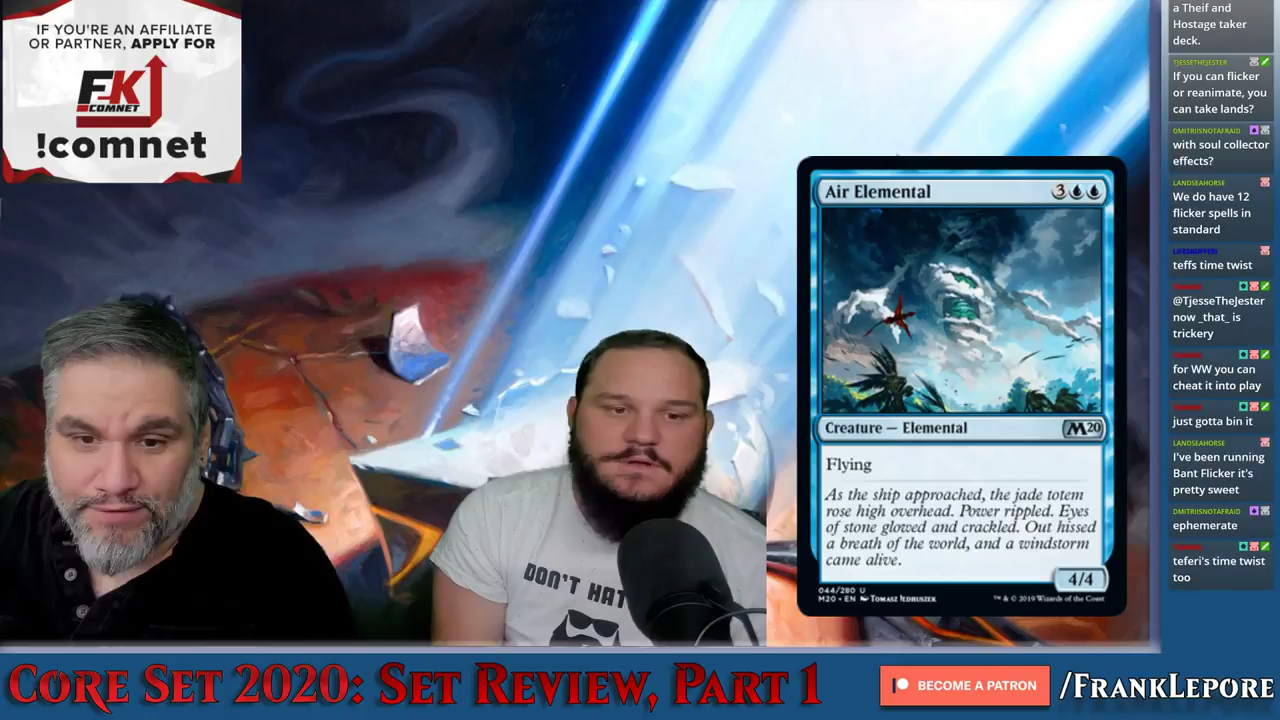 IF YOU'RE AN AFFILIATE
OR PARTNER, APPLY FOR
F2K
COMNET
!comnet
Air Elemental
3
Creature — Elemental
M20
Flying
As the ship approached, the jade totem
rose high overhead. Power rippled. Eyes
of stone glowed and crackled. Out hissed
a breath of the world, and a windstorm
came alive.
4/4
044/280 U
M20 • EN Tomasz Jedruszek
™ & © 2019 Wizards of the Coast
DON'T HAT
a Theif and
Hostage taker
deck.
TJESSETHEJESTER
If you can flicker
or reanimate, you
can take lands?
DMITRIISNOTAFRAID
with soul collector
effects?
LANDSEAHORSE
We do have 12
flicker spells in
standard
teffs time twist
@TjesseTheJester
now _that_ is
trickery
for WW you can
cheat it into play
just gotta bin it
LANDSEAHORSE
I've been running
Bant Flicker it's
pretty sweet
DMITRIISNOTAFRAID
ephemerate
teferi's time twist
too
Core Set 2020: Set Review, Part 1
BECOME A PATRON
/FrankLepore